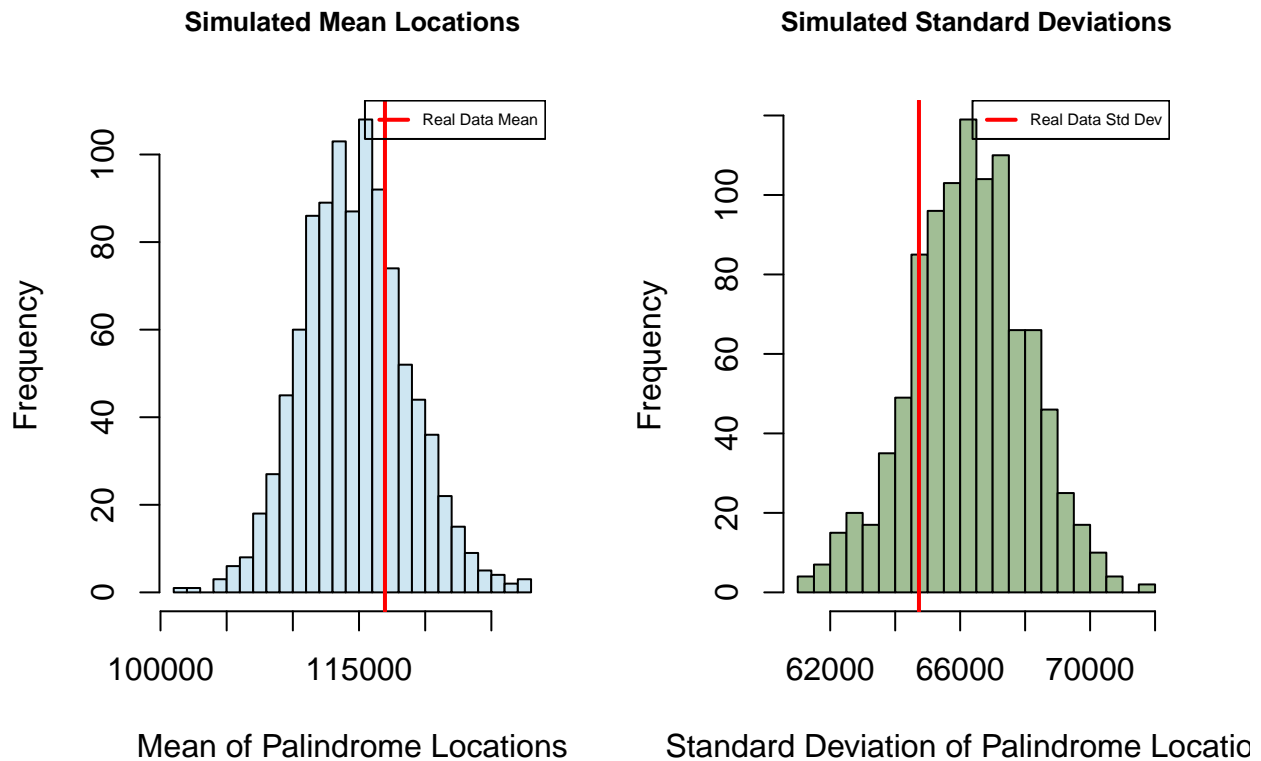 Simulated Mean Locations
Real Data Mean
Frequency
0
20
40
60
80
100
100000 115000
Mean of Palindrome Locations
Simulated Standard Deviations
Real Data Std Dev
Frequency
0
20
40
60
80
100
62000 66000 70000
Standard Deviation of Palindrome Locatio